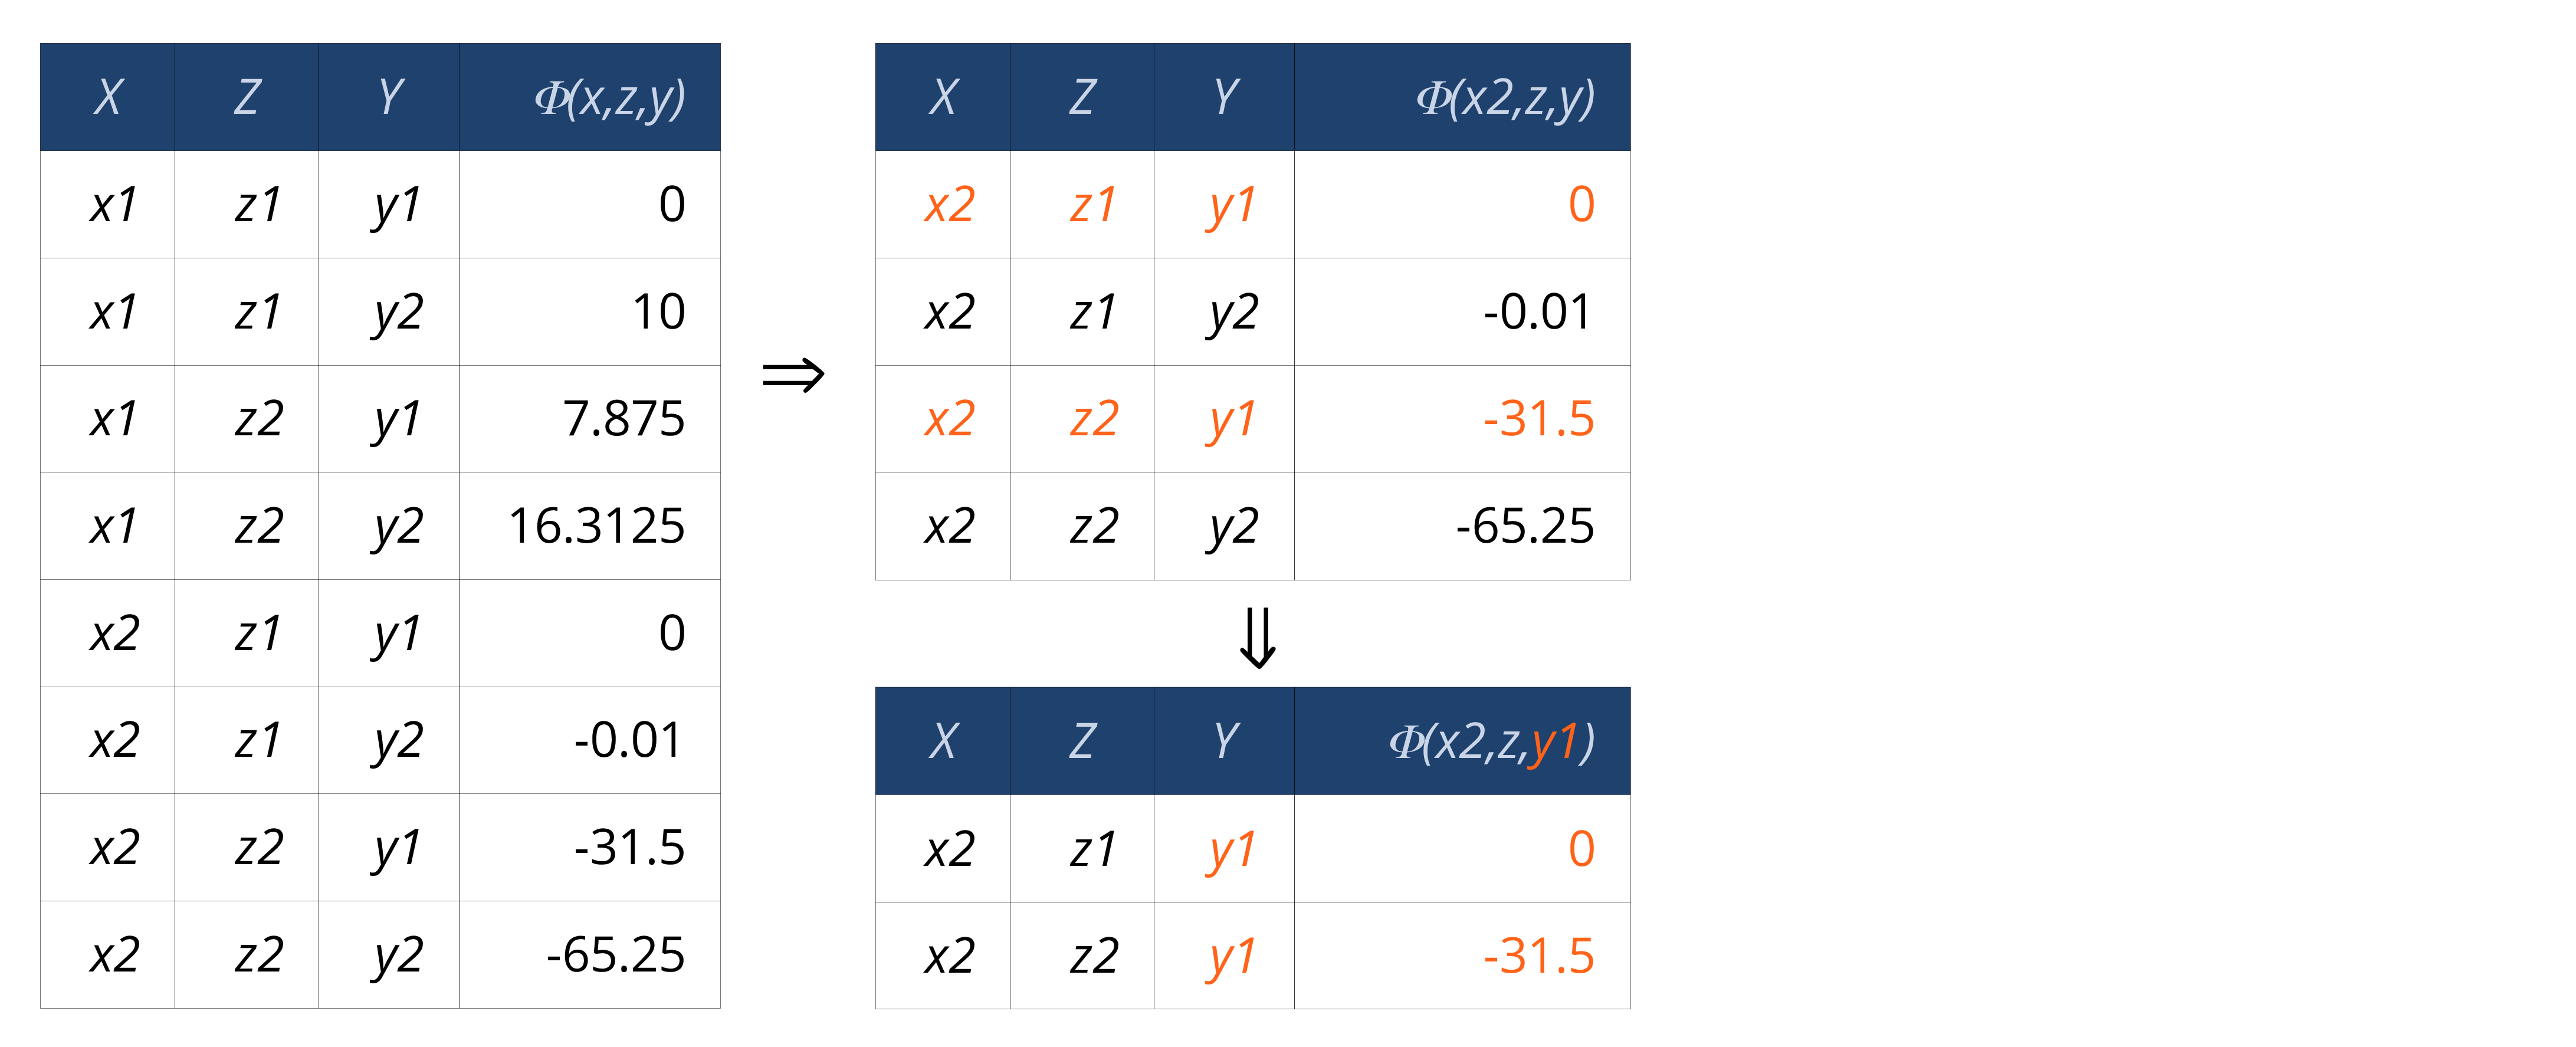 X Z Y Φ(x,z,y)
x1 z1 y1 0
x1 z1 y2 10
x1 z2 y1 7.875
x1 z2 y2 16.3125
x2 z1 y1 0
x2 z1 y2 -0.01
x2 z2 y1 -31.5
x2 z2 y2 -65.25
⇒
X Z Y Φ(x2,z,y)
x2 z1 y1 0
x2 z1 y2 -0.01
x2 z2 y1 -31.5
x2 z2 y2 -65.25
⇓
X Z Y Φ(x2,z,y1)
x2 z1 y1 0
x2 z2 y1 -31.5